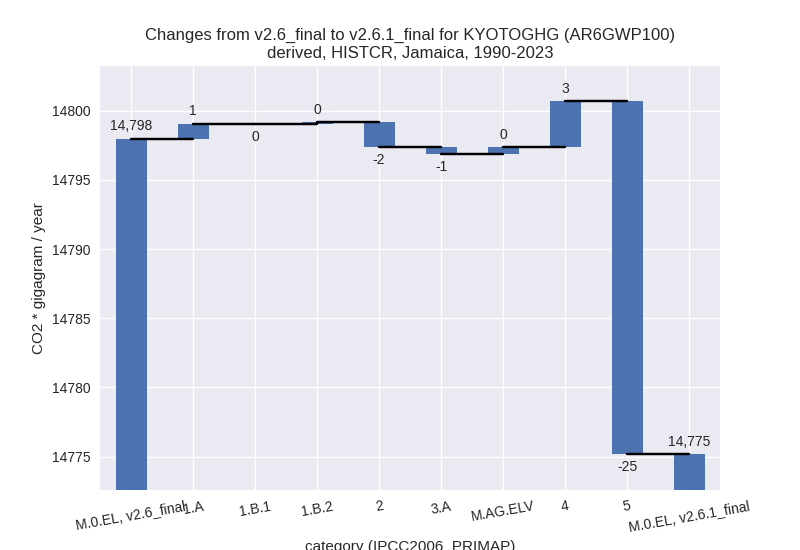 Changes from v2.6_final to v2.6.1_final for KYOTOGHG (AR6GWP100)
derived, HISTCR, Jamaica, 1990-2023
CO2 * gigagram / year
14800
14795
14790
14785
14780
14775
14,798
1
0
0
-2
-1
0
3
-25
14,775
M.0.EL, v2.6_final
1.A
1.B.1
1.B.2
2
3.A
M.AG.ELV
4
5
M.0.EL, v2.6.1_final
category (IPCC2006_PRIMAP)